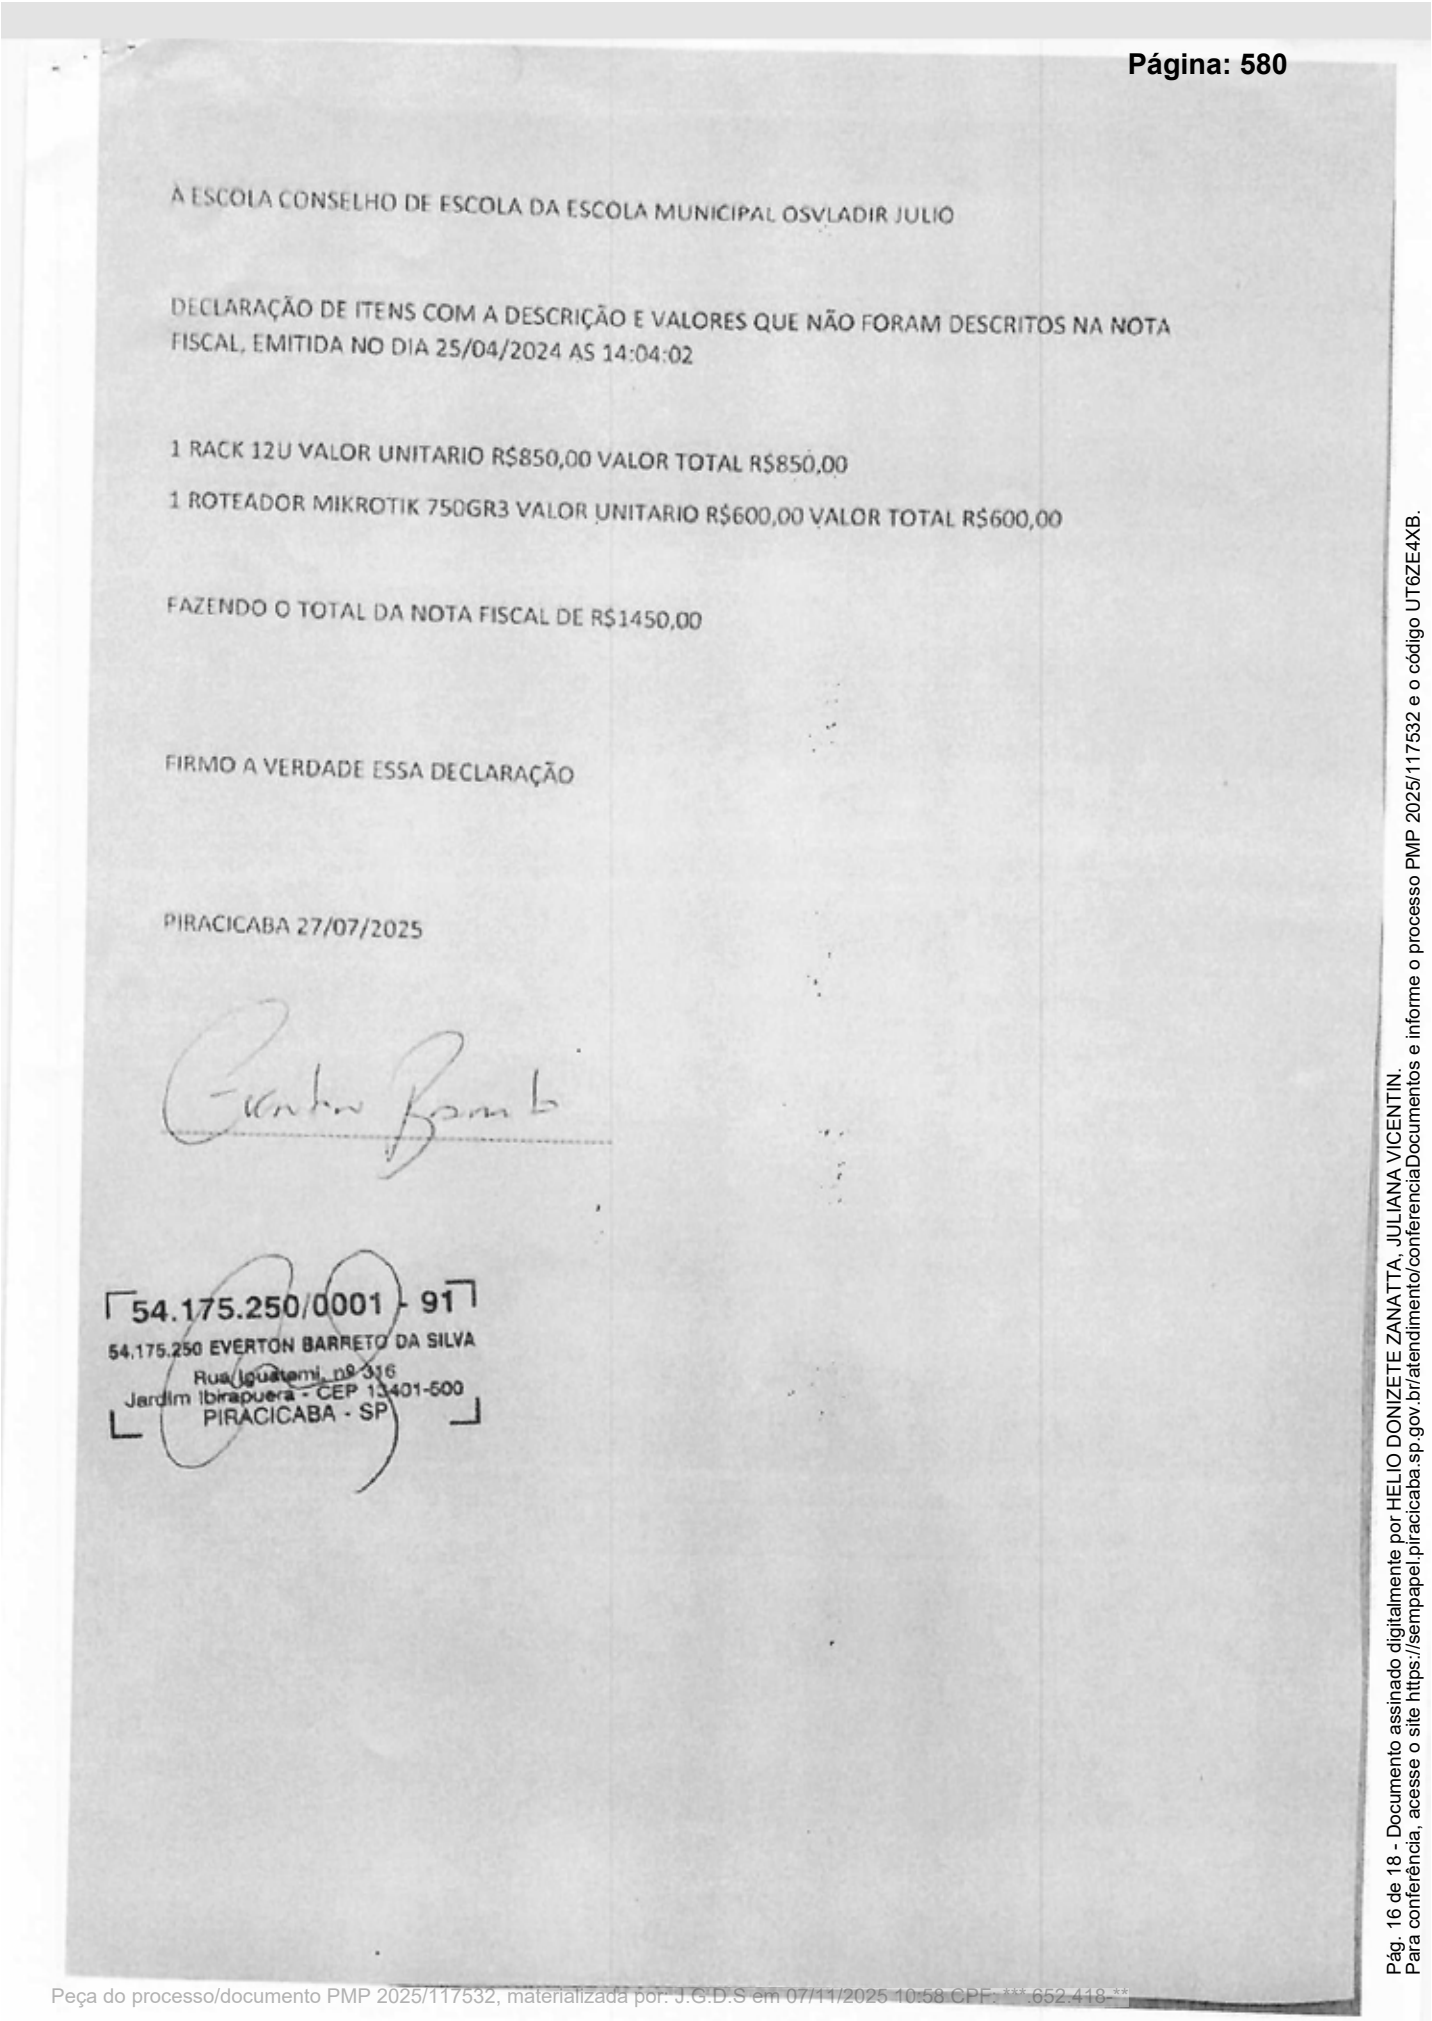 Página: 580
À ESCOLA CONSELHO DE ESCOLA DA ESCOLA MUNICIPAL OSVLADIR JULIO
DECLARAÇÃO DE ITENS COM A DESCRIÇÃO E VALORES QUE NÃO FORAM DESCRITOS NA NOTA
FISCAL, EMITIDA NO DIA 25/04/2024 AS 14:04:02
1 RACK 12U VALOR UNITARIO R$850,00 VALOR TOTAL R$850,00
1 ROTEADOR MIKROTIK 750GR3 VALOR UNITARIO R$600,00 VALOR TOTAL R$600,00
FAZENDO O TOTAL DA NOTA FISCAL DE R$1450,00
FIRMO A VERDADE ESSA DECLARAÇÃO
PIRACICABA 27/07/2025
54.175.250/0001 - 91
54.175.250 EVERTON BARRETO DA SILVA
Rua Iguatemi, nº 316
Jardim Ibirapuera - CEP 13401-500
PIRACICABA - SP
Pág. 16 de 18 - Documento assinado digitalmente por HELIO DONIZETE ZANATTA, JULIANA VICENTIN.
Para conferência, acesse o site https://sempapel.piracicaba.sp.gov.br/atendimento/conferenciaDocumentos e informe o processo PMP 2025/117532 e o código UT6ZE4XB.
Peça do processo/documento PMP 2025/117532, materializada por: J.G.D.S em 07/11/2025 10:58 CPF: ***.652.418-**